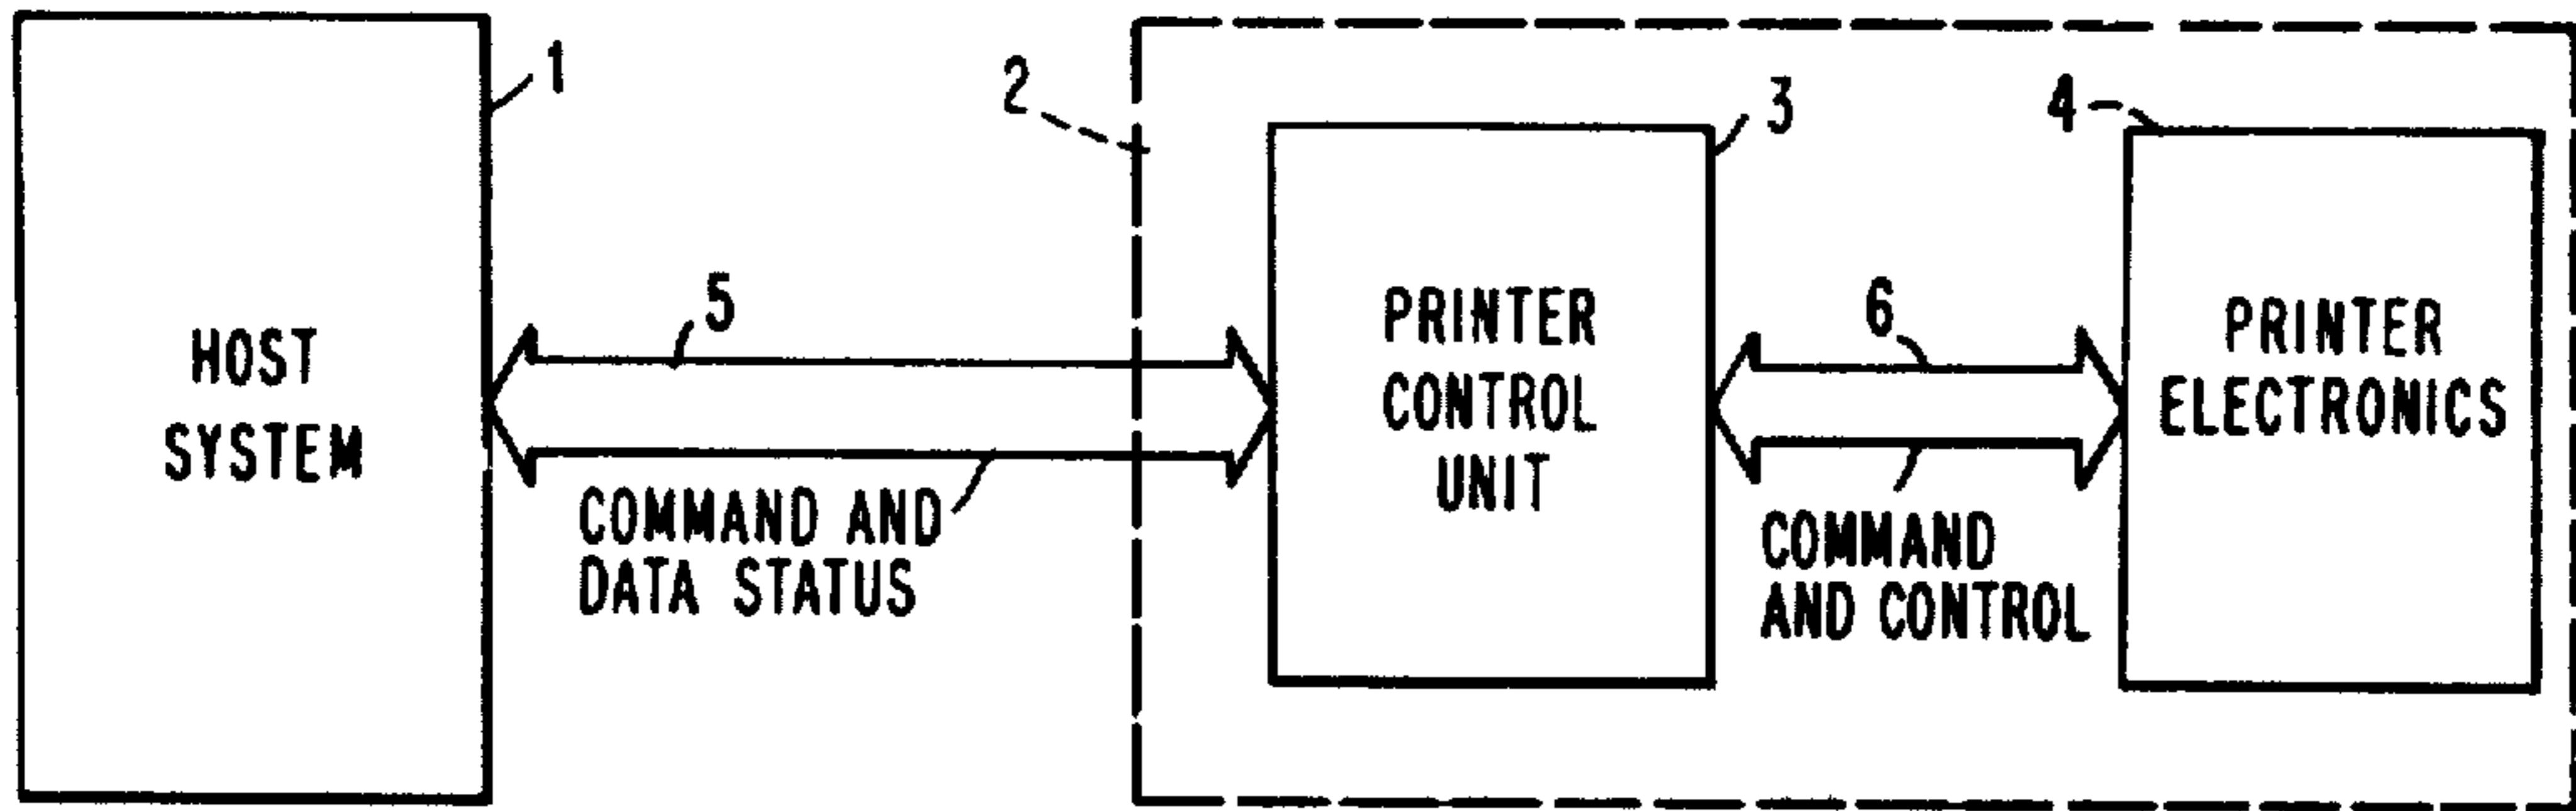 1
2
3
4
5
6
HOST
SYSTEM
COMMAND AND
DATA STATUS
PRINTER
CONTROL
UNIT
COMMAND
AND CONTROL
PRINTER
ELECTRONICS